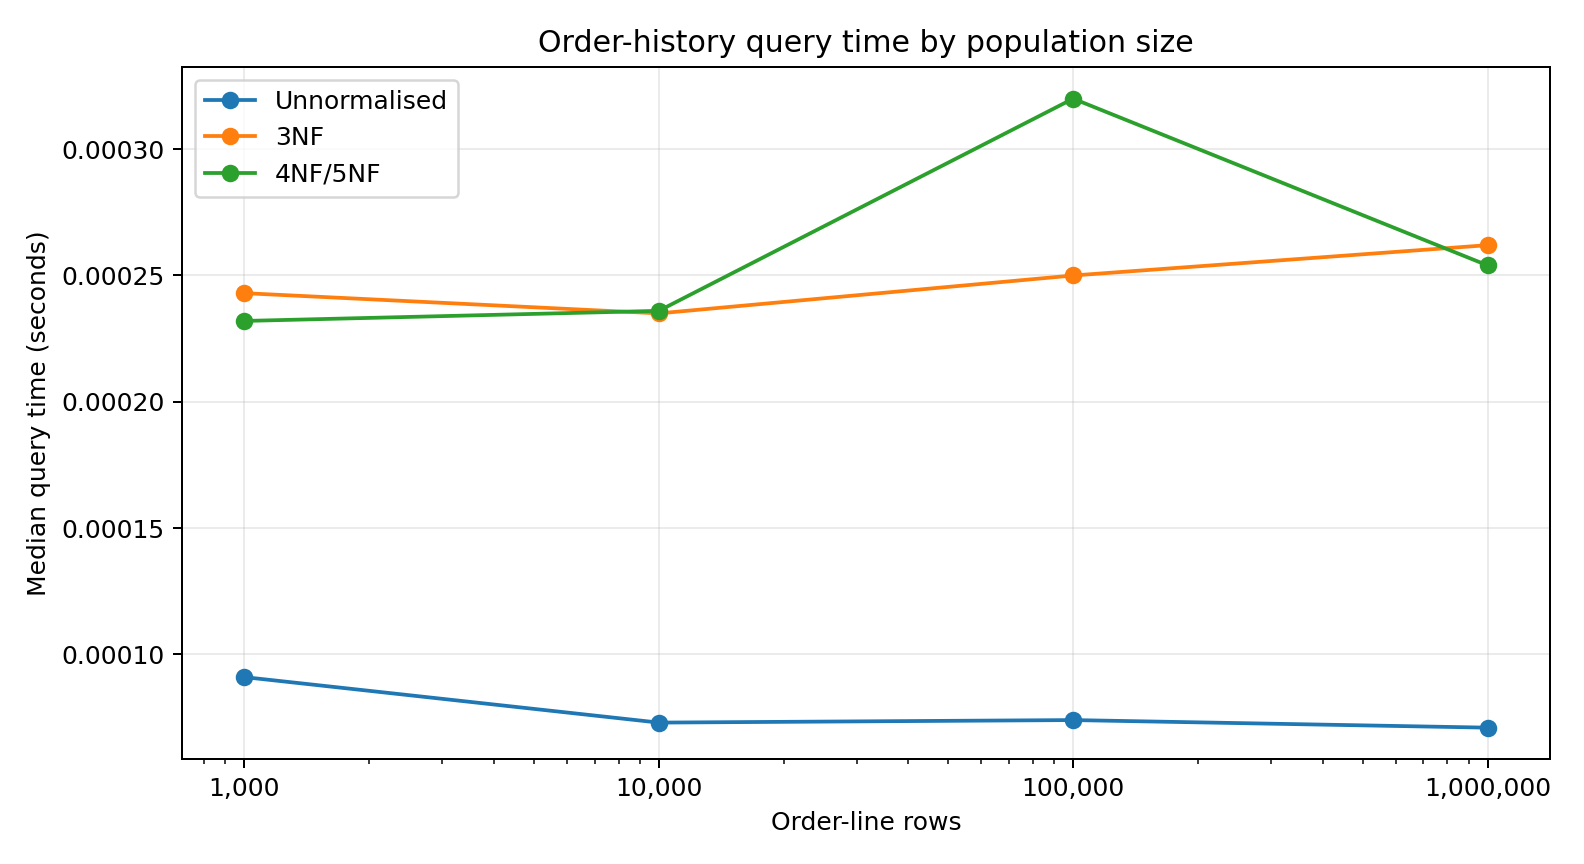 Order-history query time by population size
Unnormalised
3NF
4NF/5NF
0.00030
0.00025
0.00020
0.00015
0.00010
Median query time (seconds)
1,000
10,000
100,000
1,000,000
Order-line rows